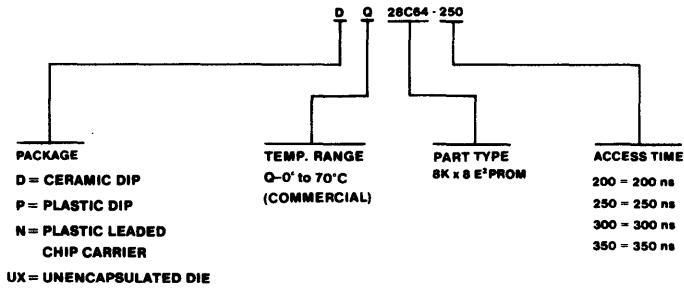 D Q 28C64 - 250
PACKAGE
D = CERAMIC DIP
P = PLASTIC DIP
N = PLASTIC LEADED
CHIP CARRIER
UX = UNENCAPSULATED DIE
TEMP. RANGE
Q–0° to 70°C
(COMMERCIAL)
PART TYPE
8K x 8 E²PROM
ACCESS TIME
200 = 200 ns
250 = 250 ns
300 = 300 ns
350 = 350 ns